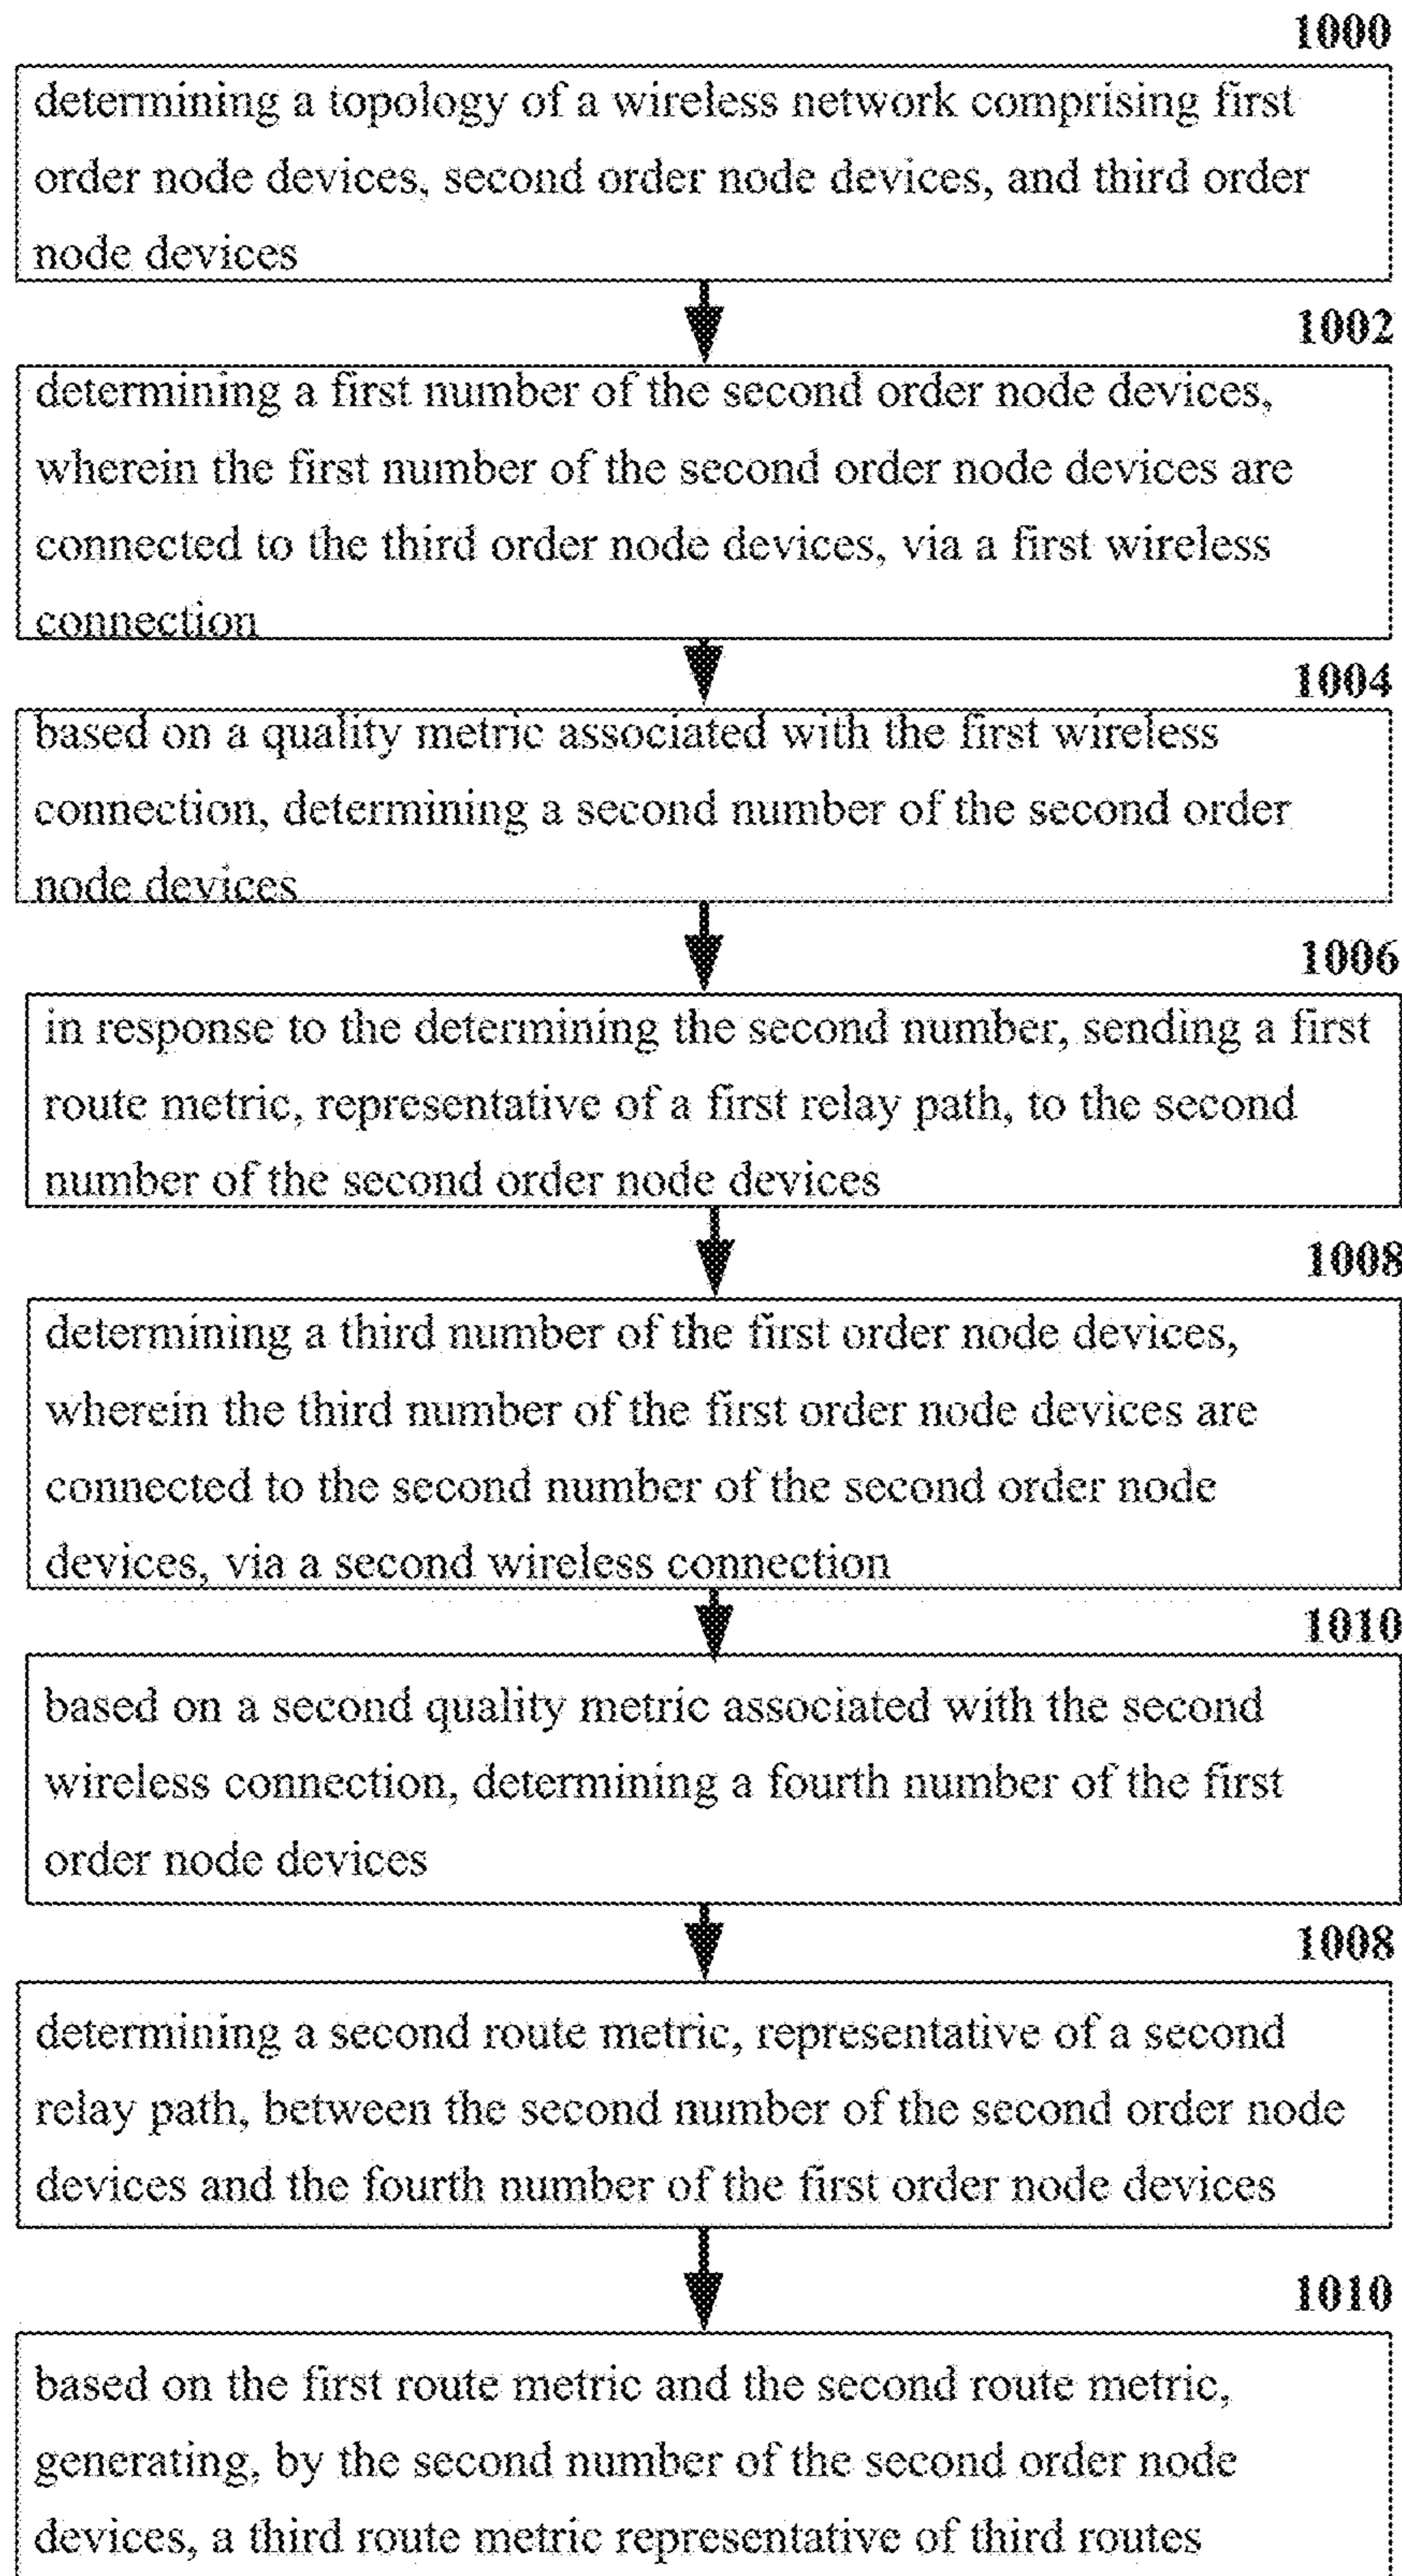 1000
determining a topology of a wireless network comprising first
order node devices, second order node devices, and third order
node devices
1002
determining a first number of the second order node devices,
wherein the first number of the second order node devices are
connected to the third order node devices, via a first wireless
connection
1004
based on a quality metric associated with the first wireless
connection, determining a second number of the second order
node devices
1006
in response to the determining the second number, sending a first
route metric, representative of a first relay path, to the second
number of the second order node devices
1008
determining a third number of the first order node devices,
wherein the third number of the first order node devices are
connected to the second number of the second order node
devices, via a second wireless connection
1010
based on a second quality metric associated with the second
wireless connection, determining a fourth number of the first
order node devices
1008
determining a second route metric, representative of a second
relay path, between the second number of the second order node
devices and the fourth number of the first order node devices
1010
based on the first route metric and the second route metric,
generating, by the second number of the second order node
devices, a third route metric representative of third routes